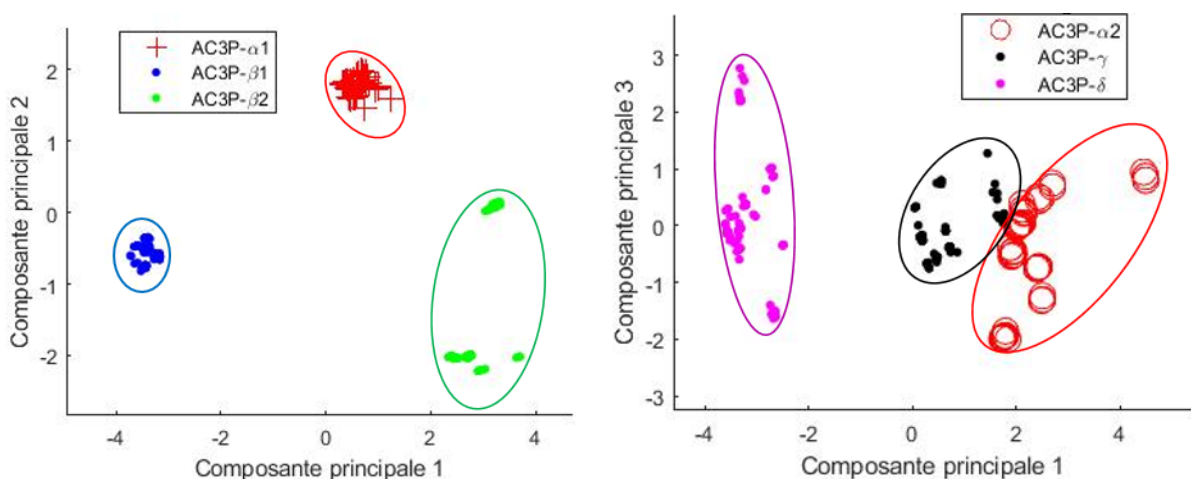 AC3P-α1
AC3P-β1
AC3P-β2
2
1
0
-1
-2
-4
-2
0
2
4
Composante principale 1
Composante principale 2
AC3P-α2
AC3P-γ
AC3P-δ
3
2
1
0
-1
-2
-3
-4
-2
0
2
4
Composante principale 1
Composante principale 3